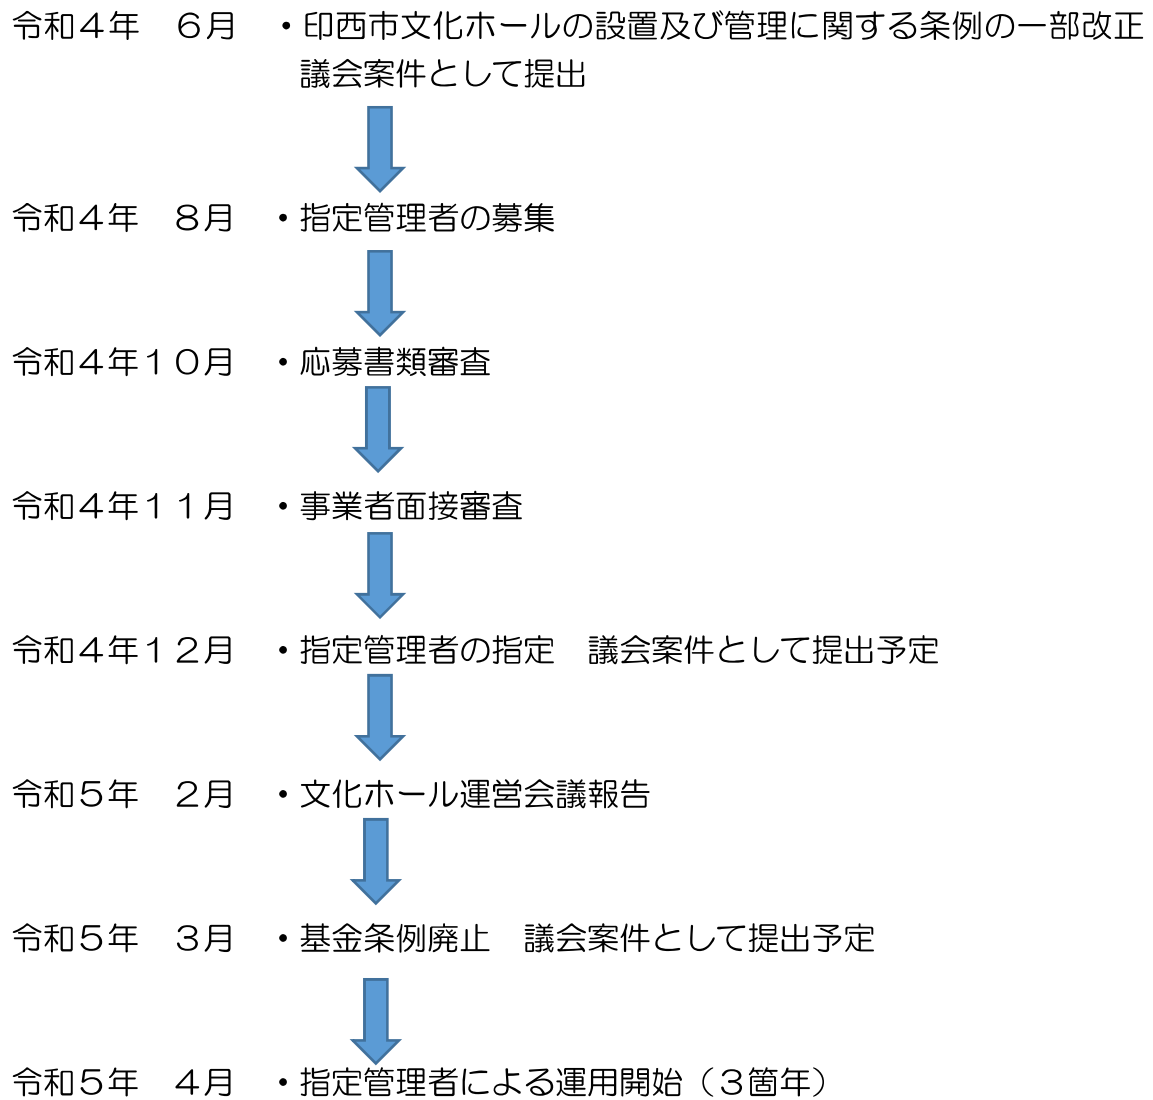 令和４年　６月　・印西市文化ホールの設置及び管理に関する条例の一部改正
議会案件として提出
令和４年　８月　・指定管理者の募集
令和４年１０月　・応募書類審査
令和４年１１月　・事業者面接審査
令和４年１２月　・指定管理者の指定　議会案件として提出予定
令和５年　２月　・文化ホール運営会議報告
令和５年　３月　・基金条例廃止　議会案件として提出予定
令和５年　４月　・指定管理者による運用開始（３箇年）